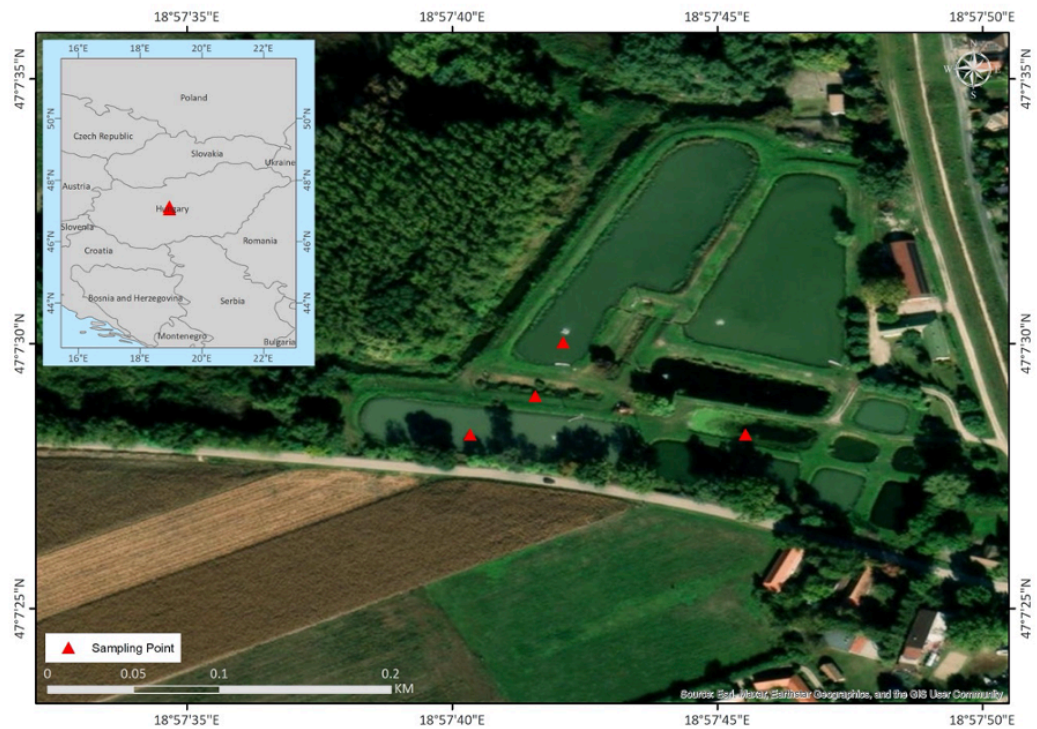 18°57'35"E 18°57'40"E 18°57'45"E 18°57'50"E
16°E 18°E 20°E 22°E
47°7'35"N
47°7'35"N
W
S
Poland
50°N
50°N
Czech Republic
Slovakia
Ukraine
48°N
48°N
Austria
Hungary
Slovenia
46°N
46°N
Croatia
Romania
Bosnia and Herzegovina
Serbia
44°N
44°N
Montenegro
Bulgaria
16°E 18°E 20°E 22°E
47°7'30"N
47°7'30"N
47°7'25"N
47°7'25"N
Sampling Point
0 0.05 0.1 0.2
KM
Source: Esri, Maxar, Earthstar Geographics, and the GIS User Community
18°57'35"E 18°57'40"E 18°57'45"E 18°57'50"E